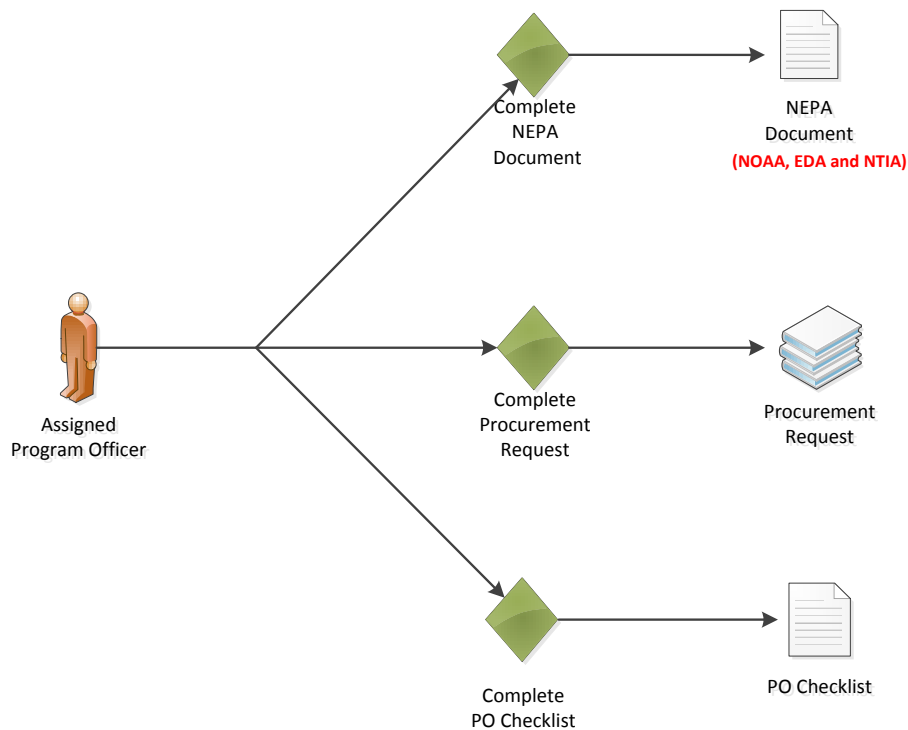 Complete
NEPA
Document
NEPA
Document
(NOAA, EDA and NTIA)
Assigned
Program Officer
Complete
Procurement
Request
Procurement
Request
Complete
PO Checklist
PO Checklist